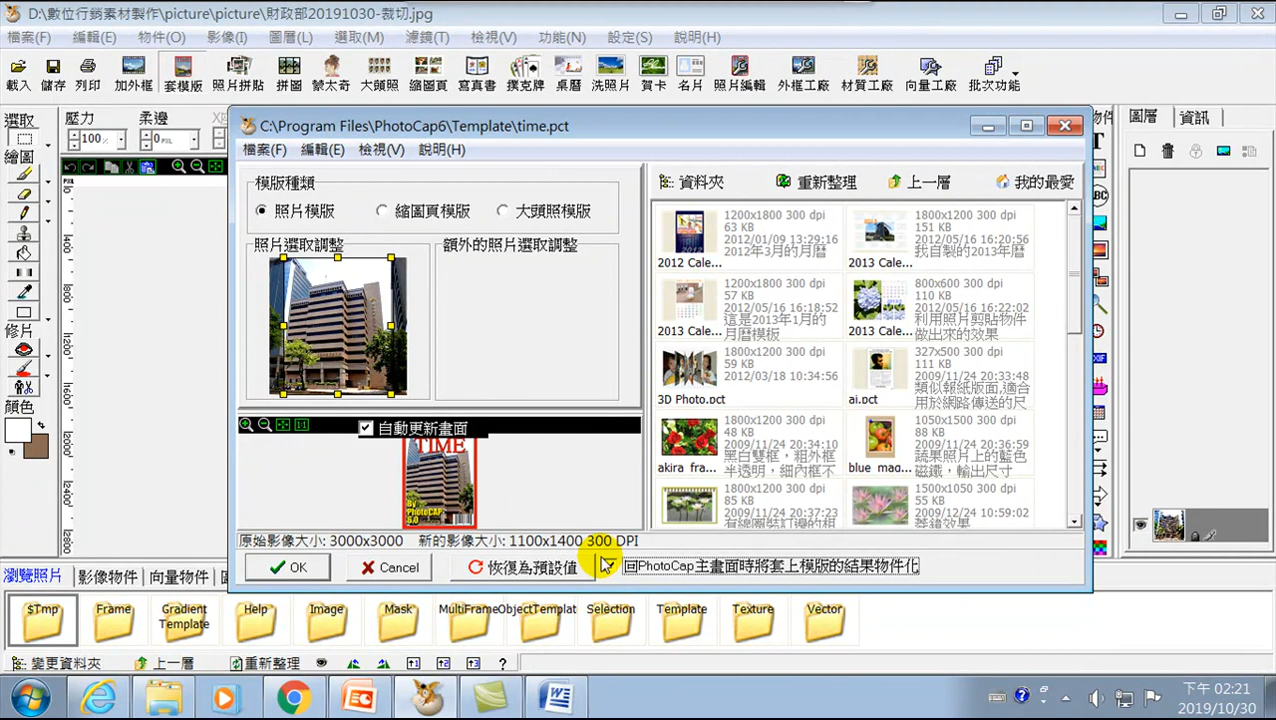 D:\數位行銷素材製作\picture\picture\財政部20191030-裁切.jpg
檔案(F) 編輯(E) 物件(O) 影像(I) 圖層(L) 選取(M) 濾鏡(T) 檢視(V) 功能(N) 設定(S) 說明(H)
載入 儲存 列印 加外框 套模版 照片拼貼 拼圖 蒙太奇 大頭照 縮圖頁 寫真書 撲克牌 桌曆 洗照片 賀卡 名片 照片編輯 外框工廠 材質工廠 向量工廠 批次功能
選取
繪圖
修片
顏色
壓力 柔邊
100% 0PXL
圖層 資訊
C:\Program Files\PhotoCap6\Template\time.pct
檔案(F) 編輯(E) 檢視(V) 說明(H)
模版種類
照片模版 縮圖頁模版 大頭照模版
照片選取調整 額外的照片選取調整
自動更新畫面
TIME
By
PhotoCAP
6.0
原始影像大小: 3000x3000 新的影像大小: 1100x1400 300 DPI
OK Cancel 恢復為預設值 回PhotoCap主畫面時將套上模版的結果物件化
資料夾 重新整理 上一層 我的最愛
1200x1800 300 dpi
63 KB
2012/01/09 13:29:16
2012年3月的月曆
2012 Cale...
1800x1200 300 dpi
151 KB
2012/05/16 16:20:56
我自製的2013年曆
2013 Cale...
1200x1800 300 dpi
57 KB
2012/05/16 16:18:52
這是2013年1月的
月曆模板
2013 Cale...
800x600 300 dpi
110 KB
2012/05/16 16:22:02
利用照片剪貼物件
做出來的效果
2013 Cale...
1800x1200 300 dpi
59 KB
2012/03/18 10:34:56
3D Photo.pct
327x500 300 dpi
111 KB
2009/11/24 20:33:48
類似報紙版面,適合
用於網路傳送的尺
ai.pct
1800x1200 300 dpi
48 KB
2009/11/24 20:34:10
黑白雙框，粗外框
半透明，細內框不
akira_fra...
1050x1500 300 dpi
88 KB
2009/11/24 20:36:59
蔬果照片上的藍色
磁鐵，輸出尺寸
blue_mag...
1800x1200 300 dpi
85 KB
2009/11/24 20:37:23
有線圈裝訂邊的相
1500x1050 300 dpi
55 KB
2009/11/24 10:59:02
瀏覽照片 影像物件 向量物件
$Tmp Frame Gradient Template Help Image Mask MultiFrame ObjectTemplat Selection Template Texture Vector
變更資料夾 上一層 重新整理
下午 02:21
2019/10/30